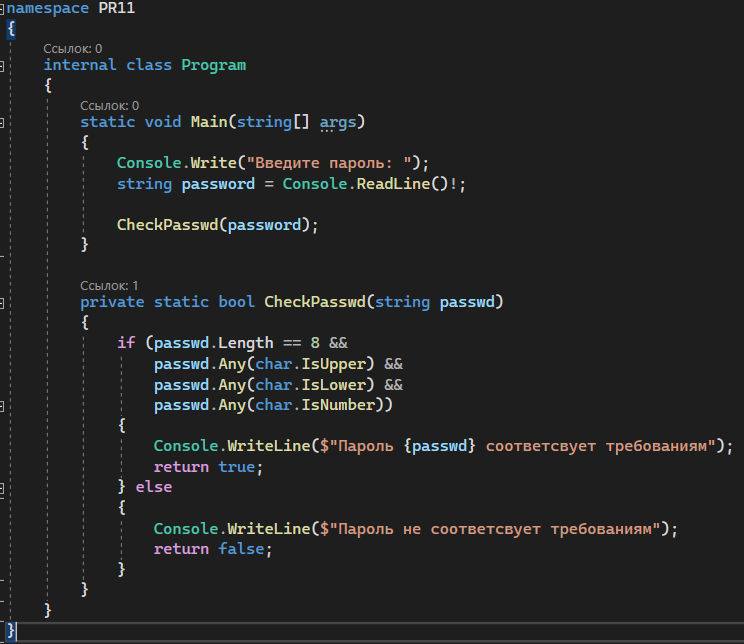 namespace PR11
{
Ссылок: 0
internal class Program
{
Ссылок: 0
static void Main(string[] args)
{
Console.Write("Введите пароль: ");
string password = Console.ReadLine()!;
CheckPasswd(password);
}
Ссылок: 1
private static bool CheckPasswd(string passwd)
{
if (passwd.Length == 8 &&
passwd.Any(char.IsUpper) &&
passwd.Any(char.IsLower) &&
passwd.Any(char.IsNumber))
{
Console.WriteLine($"Пароль {passwd} соответсвует требованиям");
return true;
} else
{
Console.WriteLine($"Пароль не соответсвует требованиям");
return false;
}
}
}
}